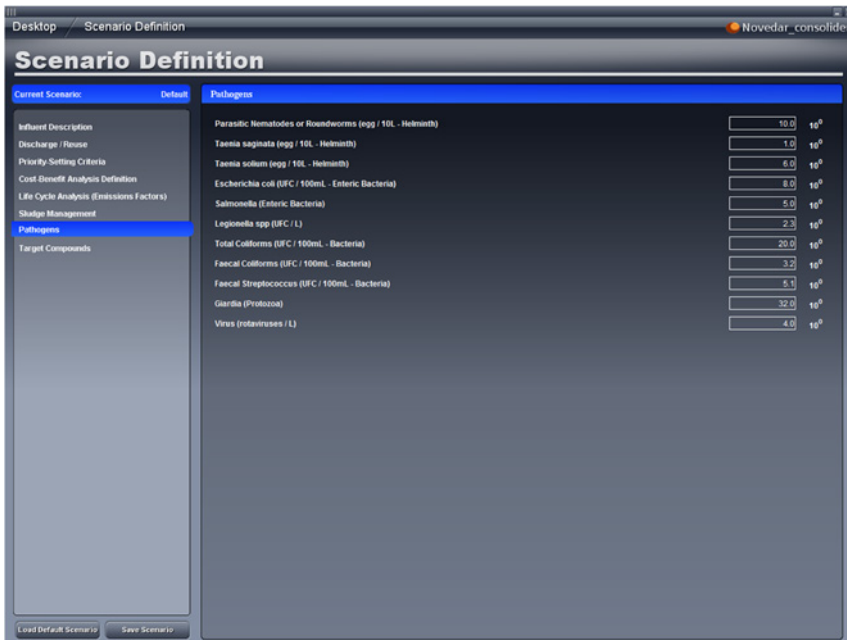 Desktop / Scenario Definition
Novedar_consolide
Scenario Definition
Current Scenario: Default
Influent Description
Discharge / Reuse
Priority-Setting Criteria
Cost-Benefit Analysis Definition
Life Cycle Analysis (Emissions Factors)
Sludge Management
Pathogens
Target Compounds
Load Default Scenario
Save Scenario
Pathogens
Parasitic Nematodes or Roundworms (egg / 10L - Helminth) 10.0 10⁰
Taenia saginata (egg / 10L - Helminth) 1.0 10⁰
Taenia solium (egg / 10L - Helminth) 6.0 10⁰
Escherichia coli (UFC / 100mL - Enteric Bacteria) 8.0 10⁰
Salmonella (Enteric Bacteria) 5.0 10⁰
Legionella spp (UFC / L) 2.3 10⁰
Total Coliforms (UFC / 100mL - Bacteria) 20.0 10⁰
Faecal Coliforms (UFC / 100mL - Bacteria) 3.2 10⁰
Faecal Streptococcus (UFC / 100mL - Bacteria) 5.1 10⁰
Giardia (Protozoa) 32.0 10⁰
Virus (rotaviruses / L) 4.0 10⁰